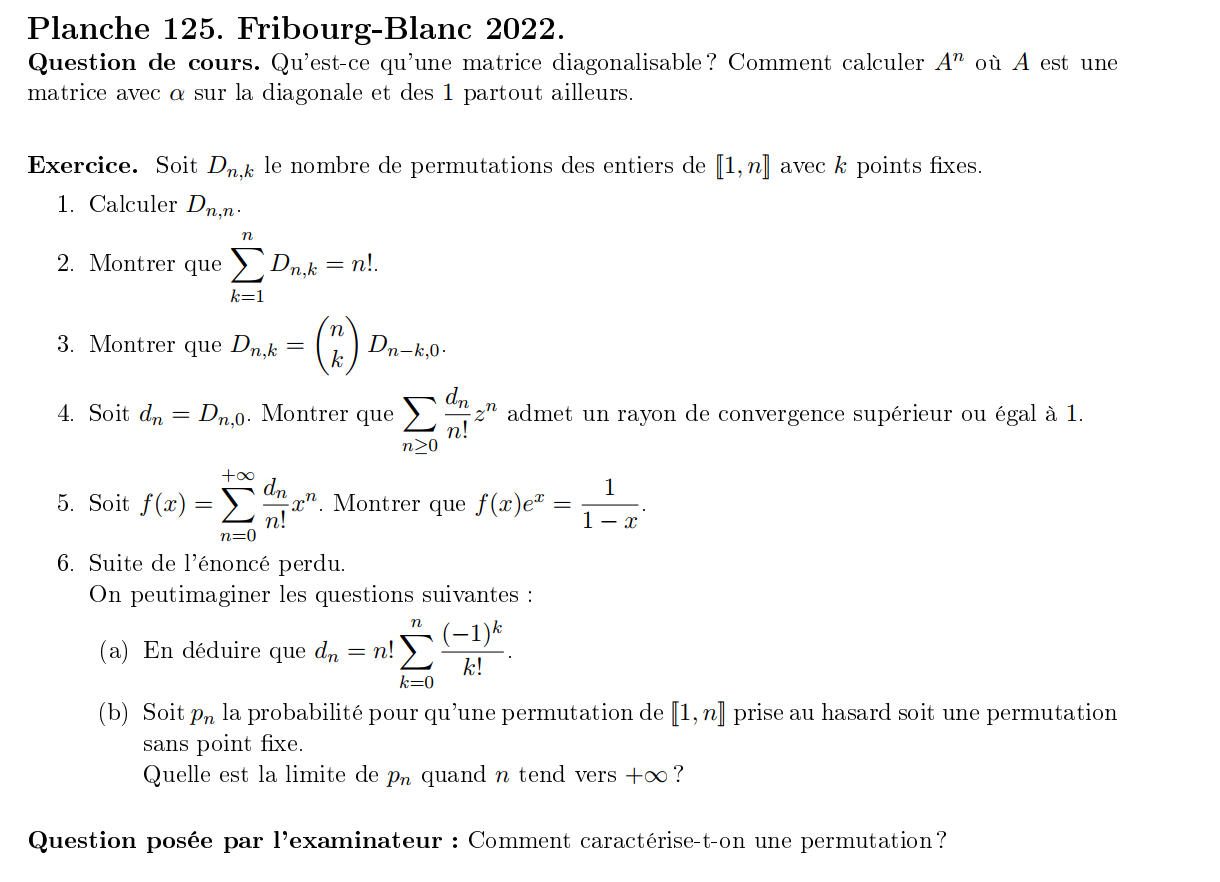 Planche 125. Fribourg-Blanc 2022.
Question de cours. Qu'est-ce qu'une matrice diagonalisable ? Comment calculer $A^n$ où $A$ est une
matrice avec $\alpha$ sur la diagonale et des 1 partout ailleurs.
Exercice. Soit $D_{n,k}$ le nombre de permutations des entiers de $[\![1, n]\!]$ avec $k$ points fixes.
1. Calculer $D_{n,n}$.
2. Montrer que $\sum_{k=1}^{n} D_{n,k} = n!$.
3. Montrer que $D_{n,k} = \binom{n}{k} D_{n-k,0}$.
4. Soit $d_n = D_{n,0}$. Montrer que $\sum_{n \geq 0} \frac{d_n}{n!} z^n$ admet un rayon de convergence supérieur ou égal à 1.
5. Soit $f(x) = \sum_{n=0}^{+\infty} \frac{d_n}{n!} x^n$. Montrer que $f(x)e^x = \frac{1}{1-x}$.
6. Suite de l'énoncé perdu.
On peutimaginer les questions suivantes :
(a) En déduire que $d_n = n! \sum_{k=0}^{n} \frac{(-1)^k}{k!}$.
(b) Soit $p_n$ la probabilité pour qu'une permutation de $[\![1, n]\!]$ prise au hasard soit une permutation
sans point fixe.
Quelle est la limite de $p_n$ quand $n$ tend vers $+\infty$ ?
Question posée par l'examinateur : Comment caractérise-t-on une permutation ?